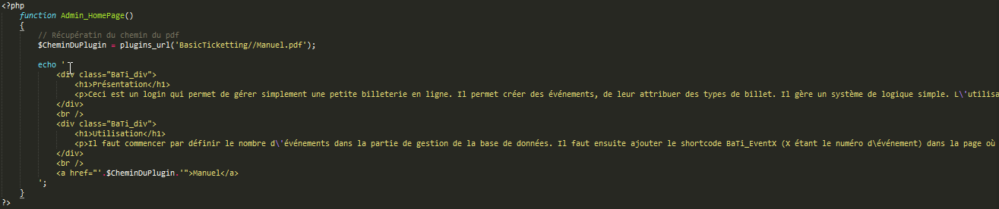 <?php
function Admin_HomePage()
{
// Récupératin du chemin du pdf
$CheminDuPlugin = plugins_url('BasicTicketting//Manuel.pdf');
echo '
<div class="BaTi_div">
<h1>Présentation</h1>
<p>Ceci est un login qui permet de gérer simplement une petite billeterie en ligne. Il permet créer des événements, de leur attribuer des types de billet. Il gère un système de logique simple. L\'utilisa
</div>
<br />
<div class="BaTi_div">
<h1>Utilisation</h1>
<p>Il faut commencer par définir le nombre d\'événements dans la partie de gestion de la base de données. Il faut ensuite ajouter le shortcode BaTi_EventX (X étant le numéro d\événement) dans la page où
</div>
<br />
<a href="'.$CheminDuPlugin.'">Manuel</a>
';
}
?>